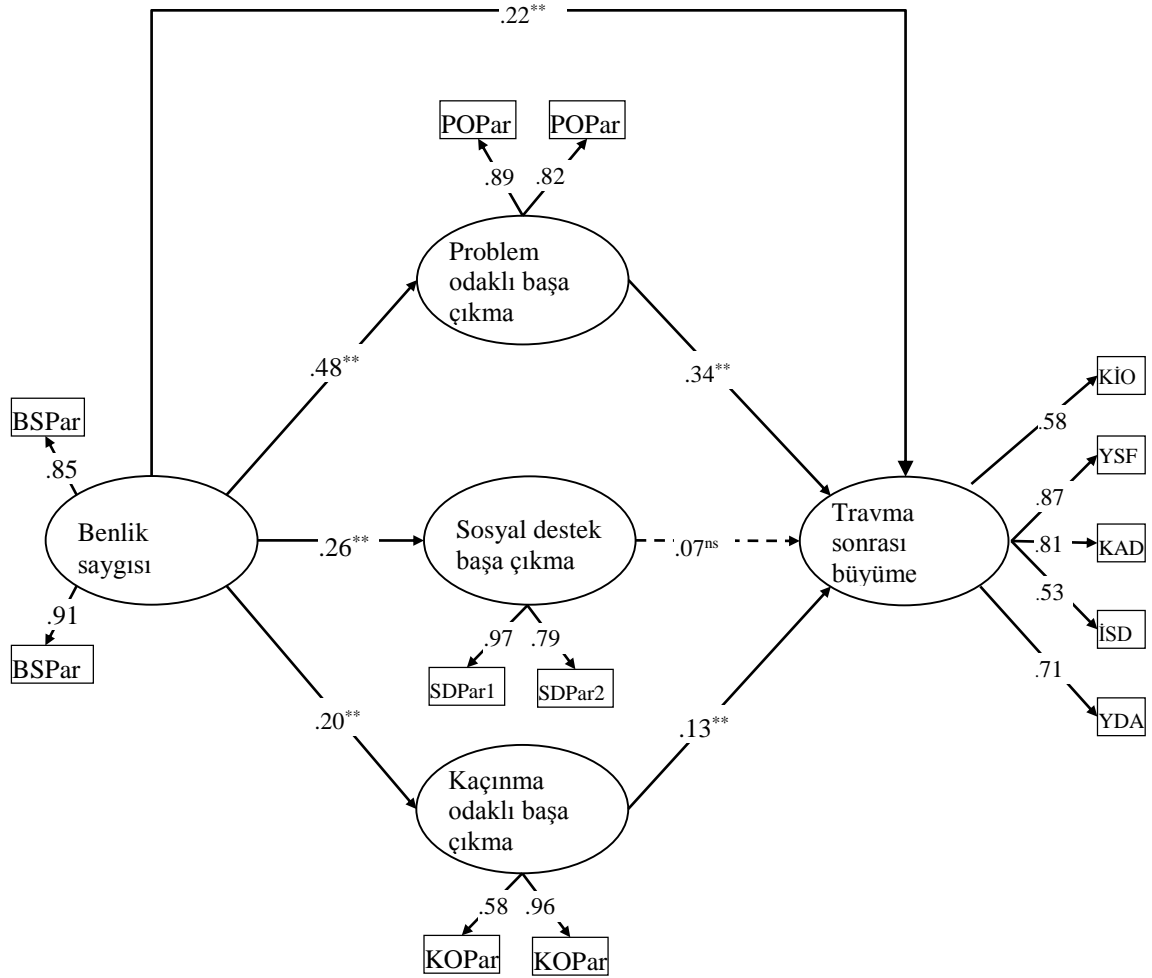 .22**
POPar
POPar
.89
.82
Problem
odaklı başa
çıkma
.48**
.34**
KİO
.58
BSPar
.85
YSF
.87
Benlik
saygısı
.26**
Sosyal destek
başa çıkma
.07ns
Travma
sonrası
büyüme
.81
KAD
.53
.91
İSD
BSPar
.97
.79
SDPar1
SDPar2
.71
YDA
.20**
.13**
Kaçınma
odaklı başa
çıkma
.58
.96
KOPar
KOPar